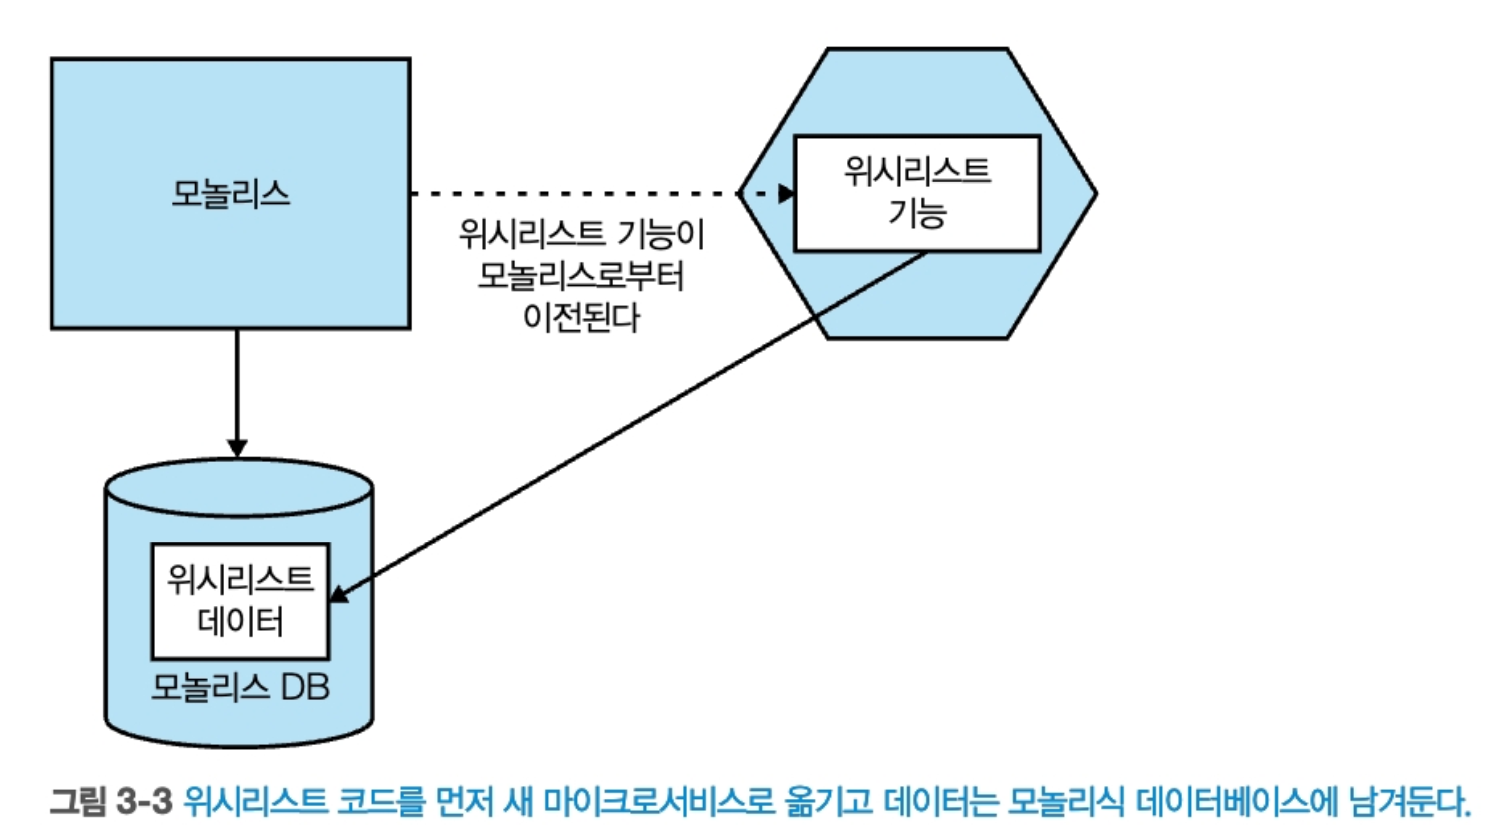 모놀리스
위시리스트
기능
위시리스트 기능이
모놀리스로부터
이전된다
위시리스트
데이터
모놀리스 DB
그림 3-3 위시리스트 코드를 먼저 새 마이크로서비스로 옮기고 데이터는 모놀리식 데이터베이스에 남겨둔다.